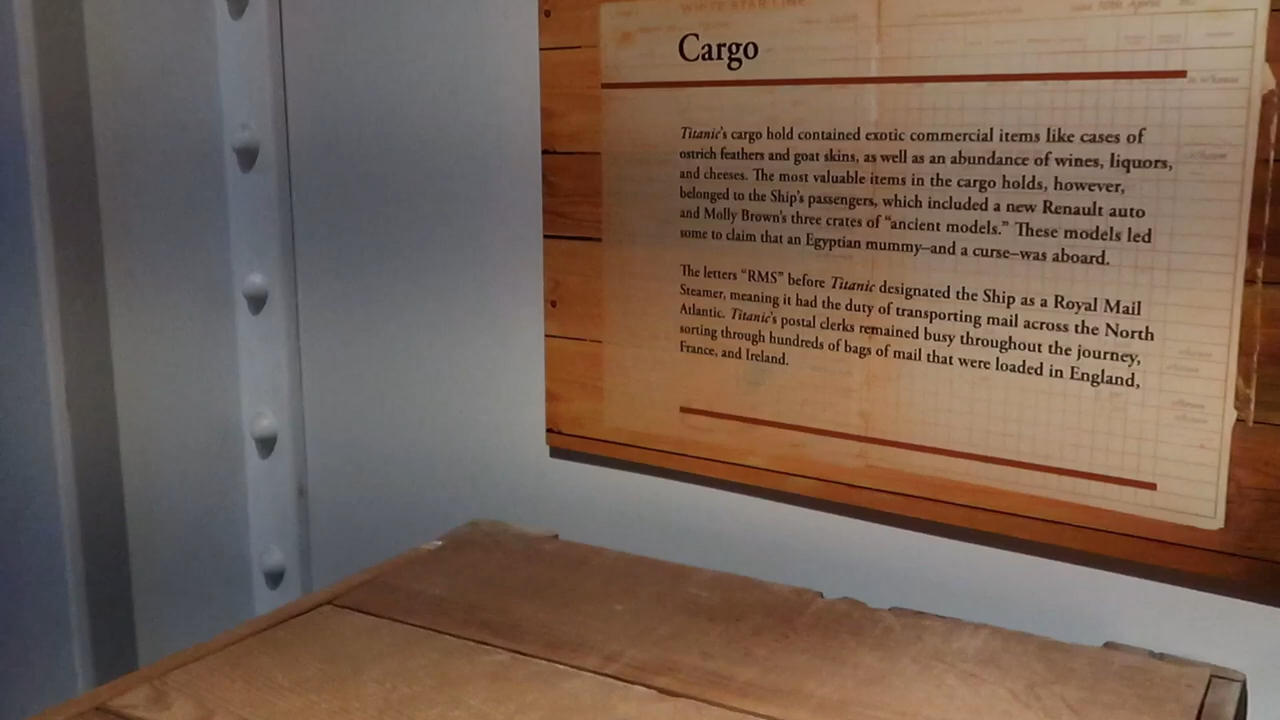 WHITE STAR LINE
Cargo
Titanic's cargo hold contained exotic commercial items like cases of
ostrich feathers and goat skins, as well as an abundance of wines, liquors,
and cheeses. The most valuable items in the cargo holds, however,
belonged to the Ship's passengers, which included a new Renault auto
and Molly Brown's three crates of “ancient models.” These models led
some to claim that an Egyptian mummy–and a curse–was aboard.
The letters “RMS” before Titanic designated the Ship as a Royal Mail
Steamer, meaning it had the duty of transporting mail across the North
Atlantic. Titanic's postal clerks remained busy throughout the journey,
sorting through hundreds of bags of mail that were loaded in England,
France, and Ireland.